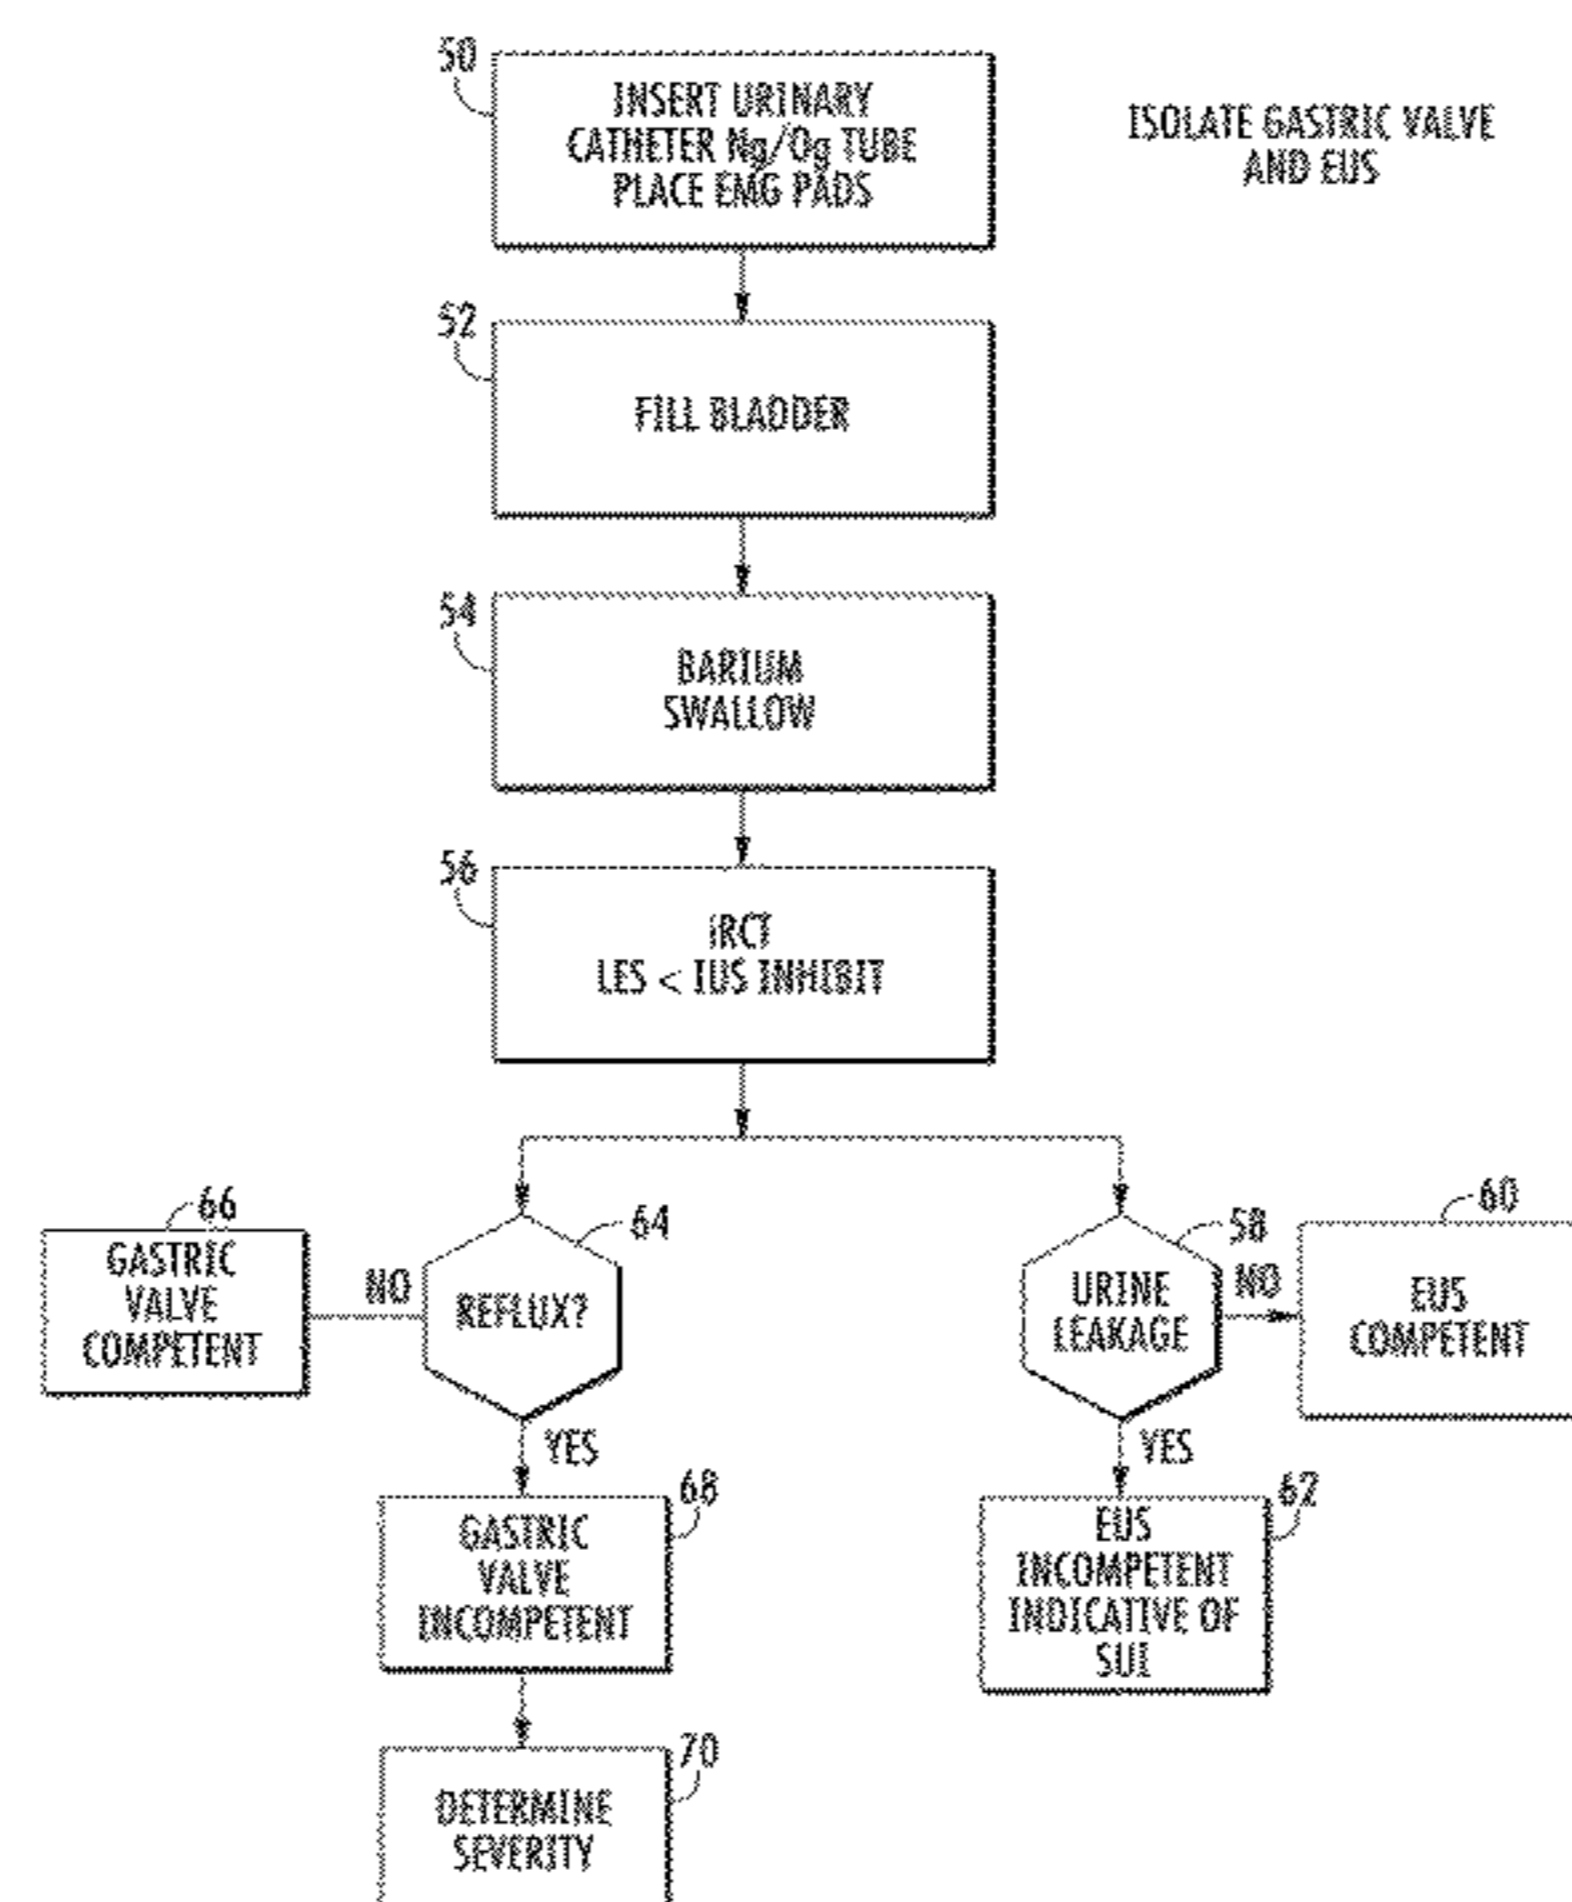 50
INSERT URINARY
CATHETER Ng/Og TUBE
PLACE EMG PADS
ISOLATE GASTRIC VALVE
AND EUS
52
FILL BLADDER
54
BARIUM
SWALLOW
56
iRCT
LES < IUS INHIBIT
66
GASTRIC
VALVE
COMPETENT
NO
64
REFLUX?
YES
58
URINE
LEAKAGE
NO
60
EUS
COMPETENT
YES
68
GASTRIC
VALVE
INCOMPETENT
62
EUS
INCOMPETENT
INDICATIVE OF
SUI
70
DETERMINE
SEVERITY